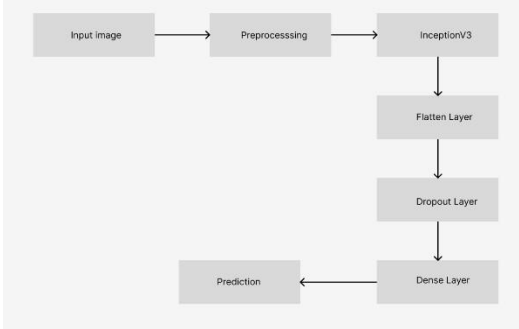 Input image
Preprocesssing
InceptionV3
Flatten Layer
Dropout Layer
Dense Layer
Prediction